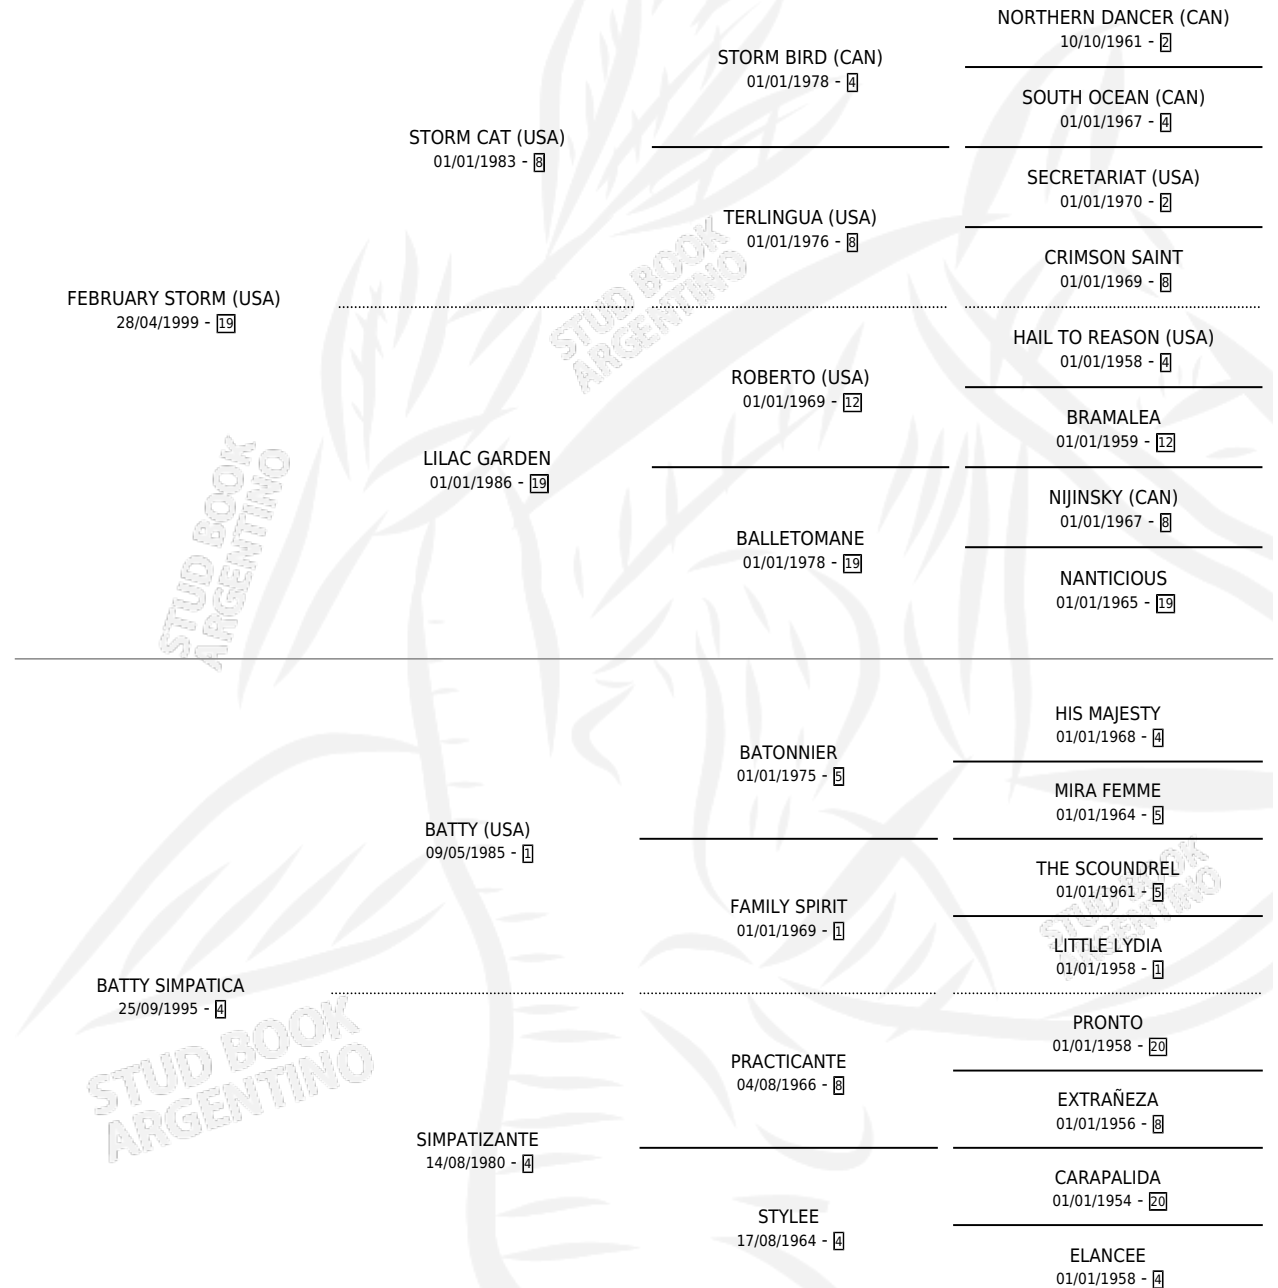 NORTHERN DANCER (CAN)
10/10/1961 - 2
STORM BIRD (CAN)
01/01/1978 - 4
SOUTH OCEAN (CAN)
01/01/1967 - 4
STORM CAT (USA)
01/01/1983 - 8
SECRETARIAT (USA)
01/01/1970 - 2
TERLINGUA (USA)
01/01/1976 - 8
CRIMSON SAINT
01/01/1969 - 8
FEBRUARY STORM (USA)
28/04/1999 - 19
HAIL TO REASON (USA)
01/01/1958 - 4
ROBERTO (USA)
01/01/1969 - 12
BRAMALEA
01/01/1959 - 12
LILAC GARDEN
01/01/1986 - 19
NIJINSKY (CAN)
01/01/1967 - 8
BALLETOMANE
01/01/1978 - 19
NANTICIOUS
01/01/1965 - 19
HIS MAJESTY
01/01/1968 - 4
BATONNIER
01/01/1975 - 5
MIRA FEMME
01/01/1964 - 5
BATTY (USA)
09/05/1985 - 1
THE SCOUNDREL
01/01/1961 - 5
FAMILY SPIRIT
01/01/1969 - 1
LITTLE LYDIA
01/01/1958 - 1
BATTY SIMPATICA
25/09/1995 - 4
PRONTO
01/01/1958 - 20
PRACTICANTE
04/08/1966 - 8
EXTRAÑEZA
01/01/1956 - 8
SIMPATIZANTE
14/08/1980 - 4
CARAPALIDA
01/01/1954 - 20
STYLEE
17/08/1964 - 4
ELANCEE
01/01/1958 - 4
STUD BOOK
ARGENTINO
STUD BOOK
ARGENTINO
STUD BOOK
ARGENTINO
STUD BOOK
ARGENTINO